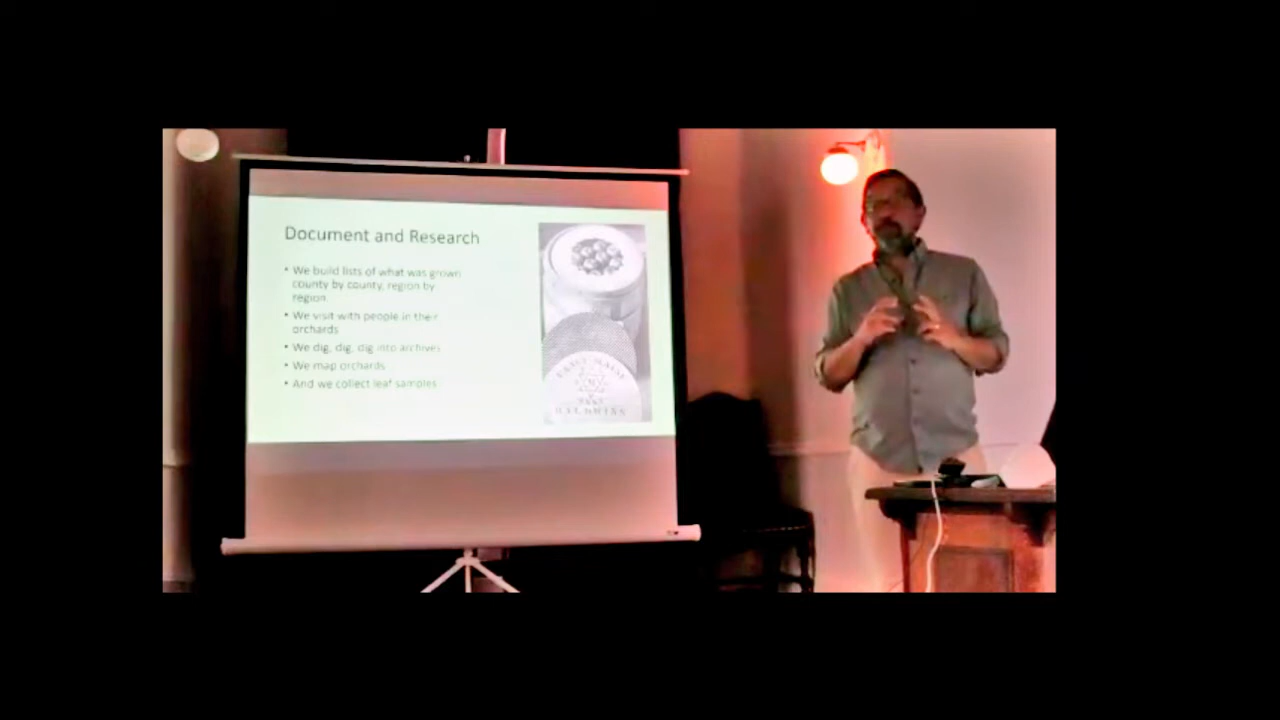 Document and Research
• We build lists of what was grown
county by county, region by
region
• We visit with people in their
orchards
• We dig, dig, dig into archives
• We map orchards
• And we collect leaf samples
BALDWINS